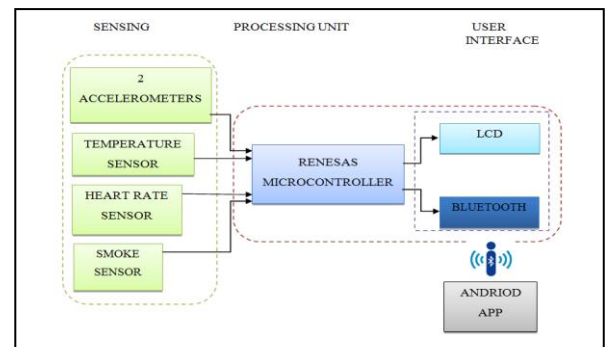 SENSING
PROCESSING UNIT
USER
INTERFACE
2
ACCELEROMETERS
TEMPERATURE
SENSOR
HEART RATE
SENSOR
SMOKE
SENSOR
RENESAS
MICROCONTROLLER
LCD
BLUETOOTH
ANDRIOD
APP